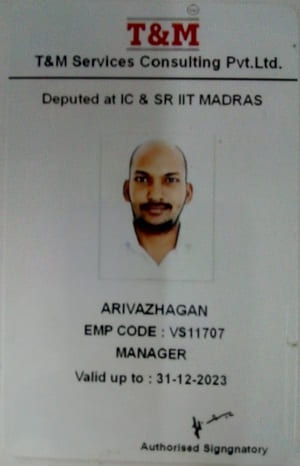 T&M
T&M Services Consulting Pvt.Ltd.
Deputed at IC & SR IIT MADRAS
ARIVAZHAGAN
EMP CODE : VS11707
MANAGER
Valid up to : 31-12-2023
Authorised Signgnatory